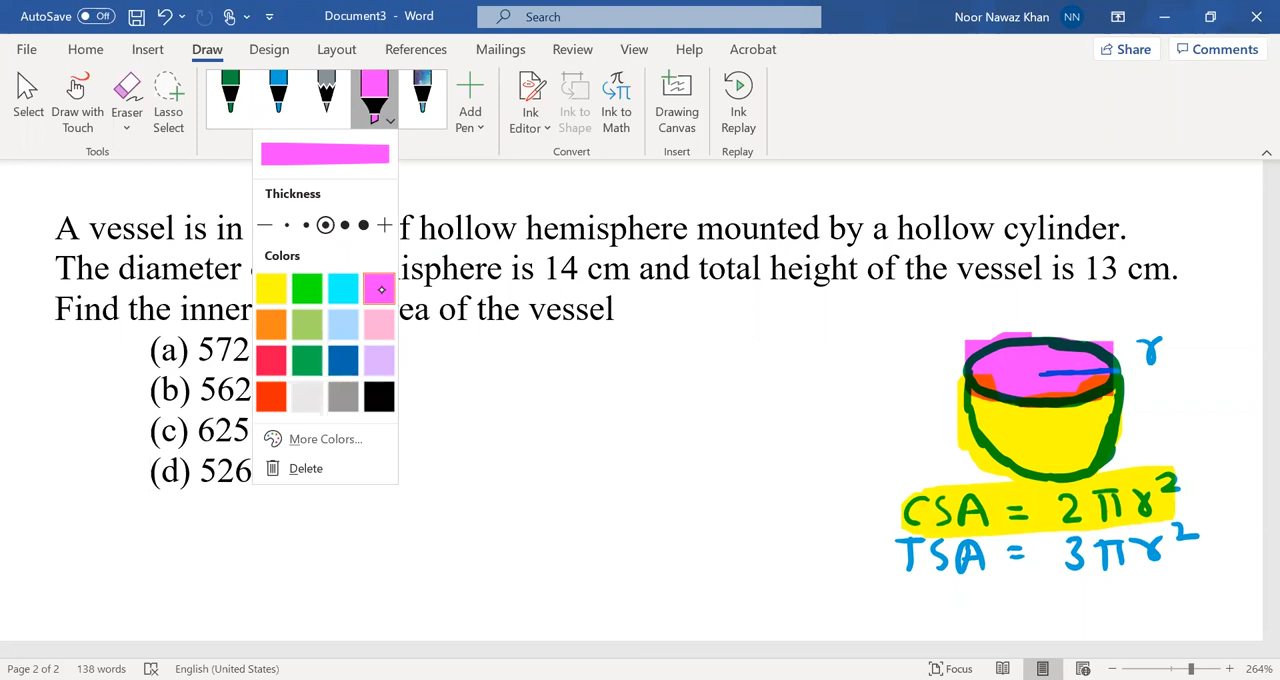 AutoSave Off Document3 - Word Search Noor Nawaz Khan NN
File Home Insert Draw Design Layout References Mailings Review View Help Acrobat Share Comments
Select Draw with Touch Eraser Lasso Select Add Pen Ink Editor Ink to Shape Ink to Math Drawing Canvas Ink Replay
Tools Convert Insert Replay
Thickness
Colors
More Colors...
Delete
A vessel is in f hollow hemisphere mounted by a hollow cylinder.
The diameter isphere is 14 cm and total height of the vessel is 13 cm.
Find the inner ea of the vessel
(a) 572
(b) 562
(c) 625
(d) 526
r
CSA = 2πr²
TSA = 3πr²
Page 2 of 2 138 words English (United States) Focus 264%